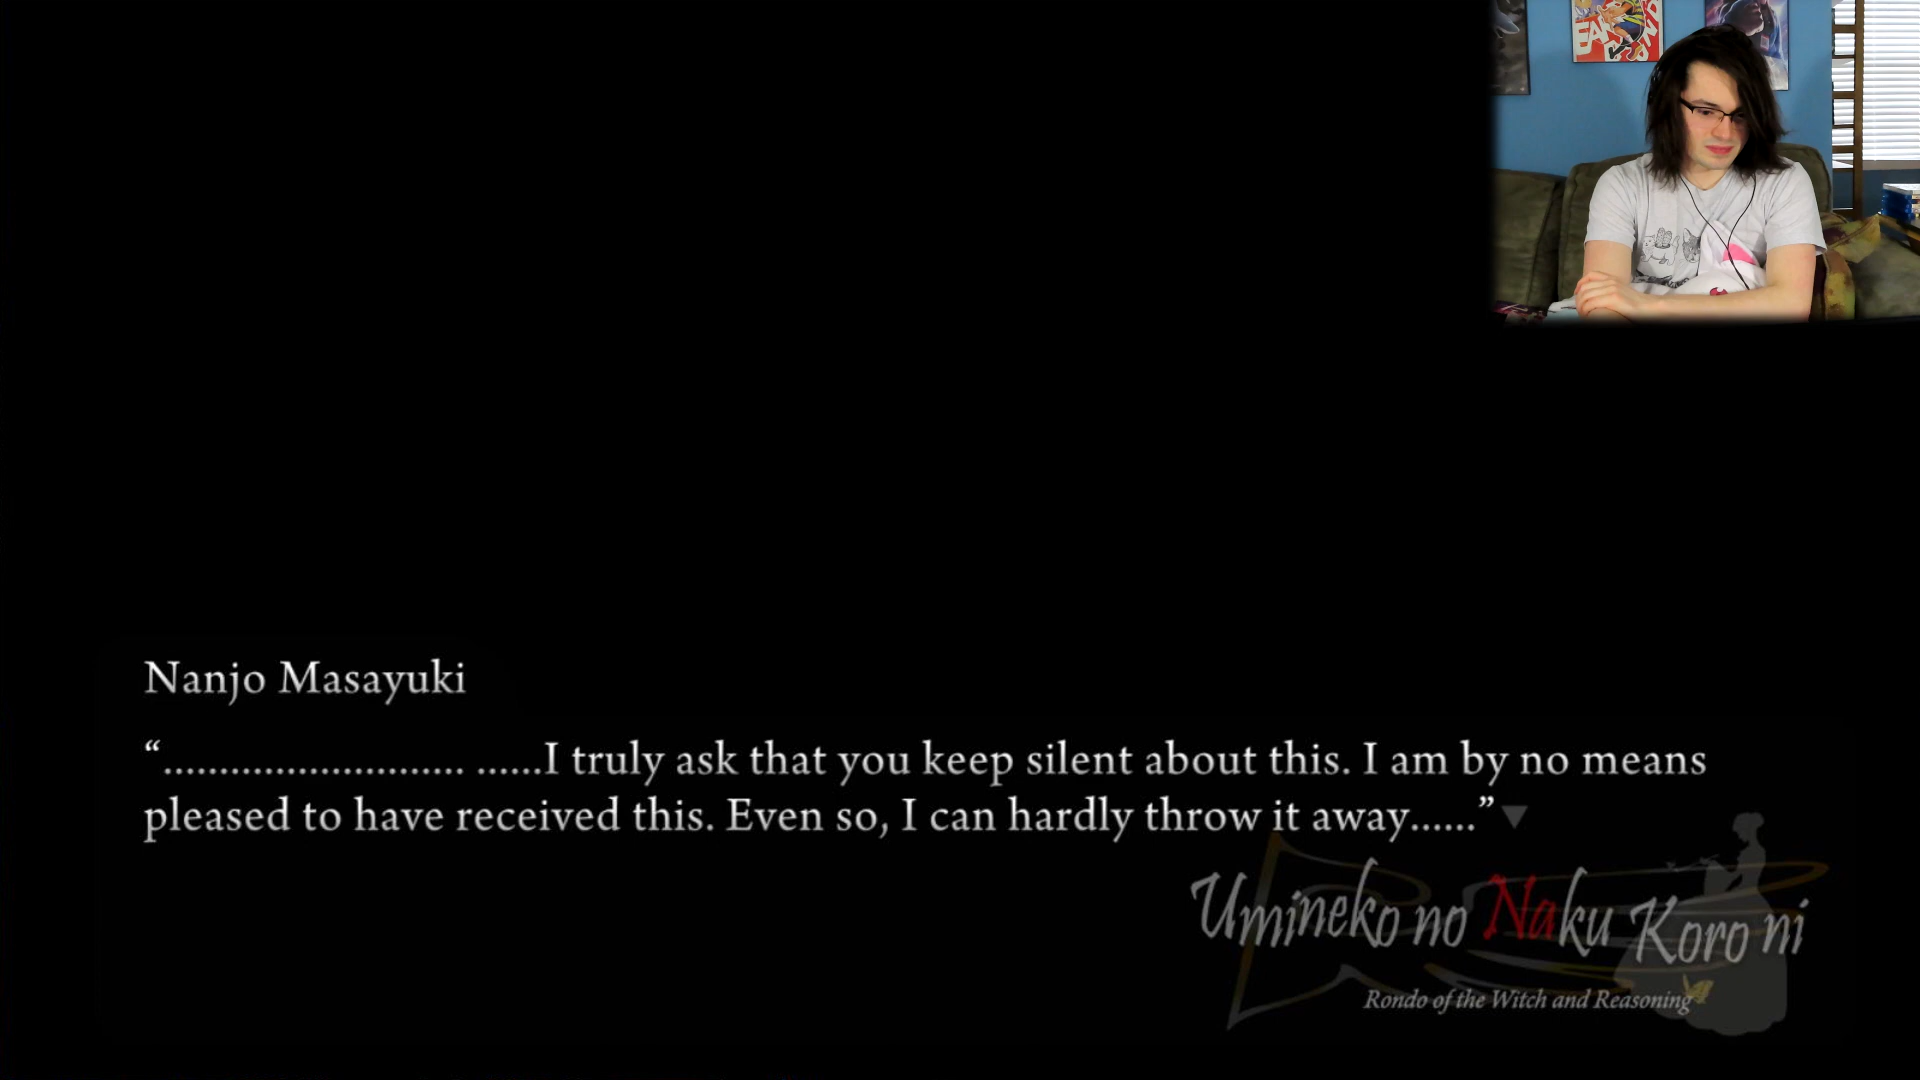 Nanjo Masayuki
“........................... ......I truly ask that you keep silent about this. I am by no means
pleased to have received this. Even so, I can hardly throw it away......”
Umineko no Naku Koro ni
Rondo of the Witch and Reasoning